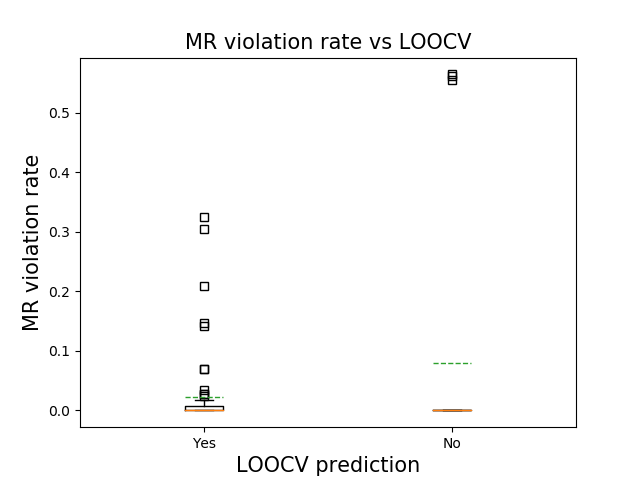 MR violation rate vs LOOCV
MR violation rate
0.5
0.4
0.3
0.2
0.1
0.0
Yes No
LOOCV prediction